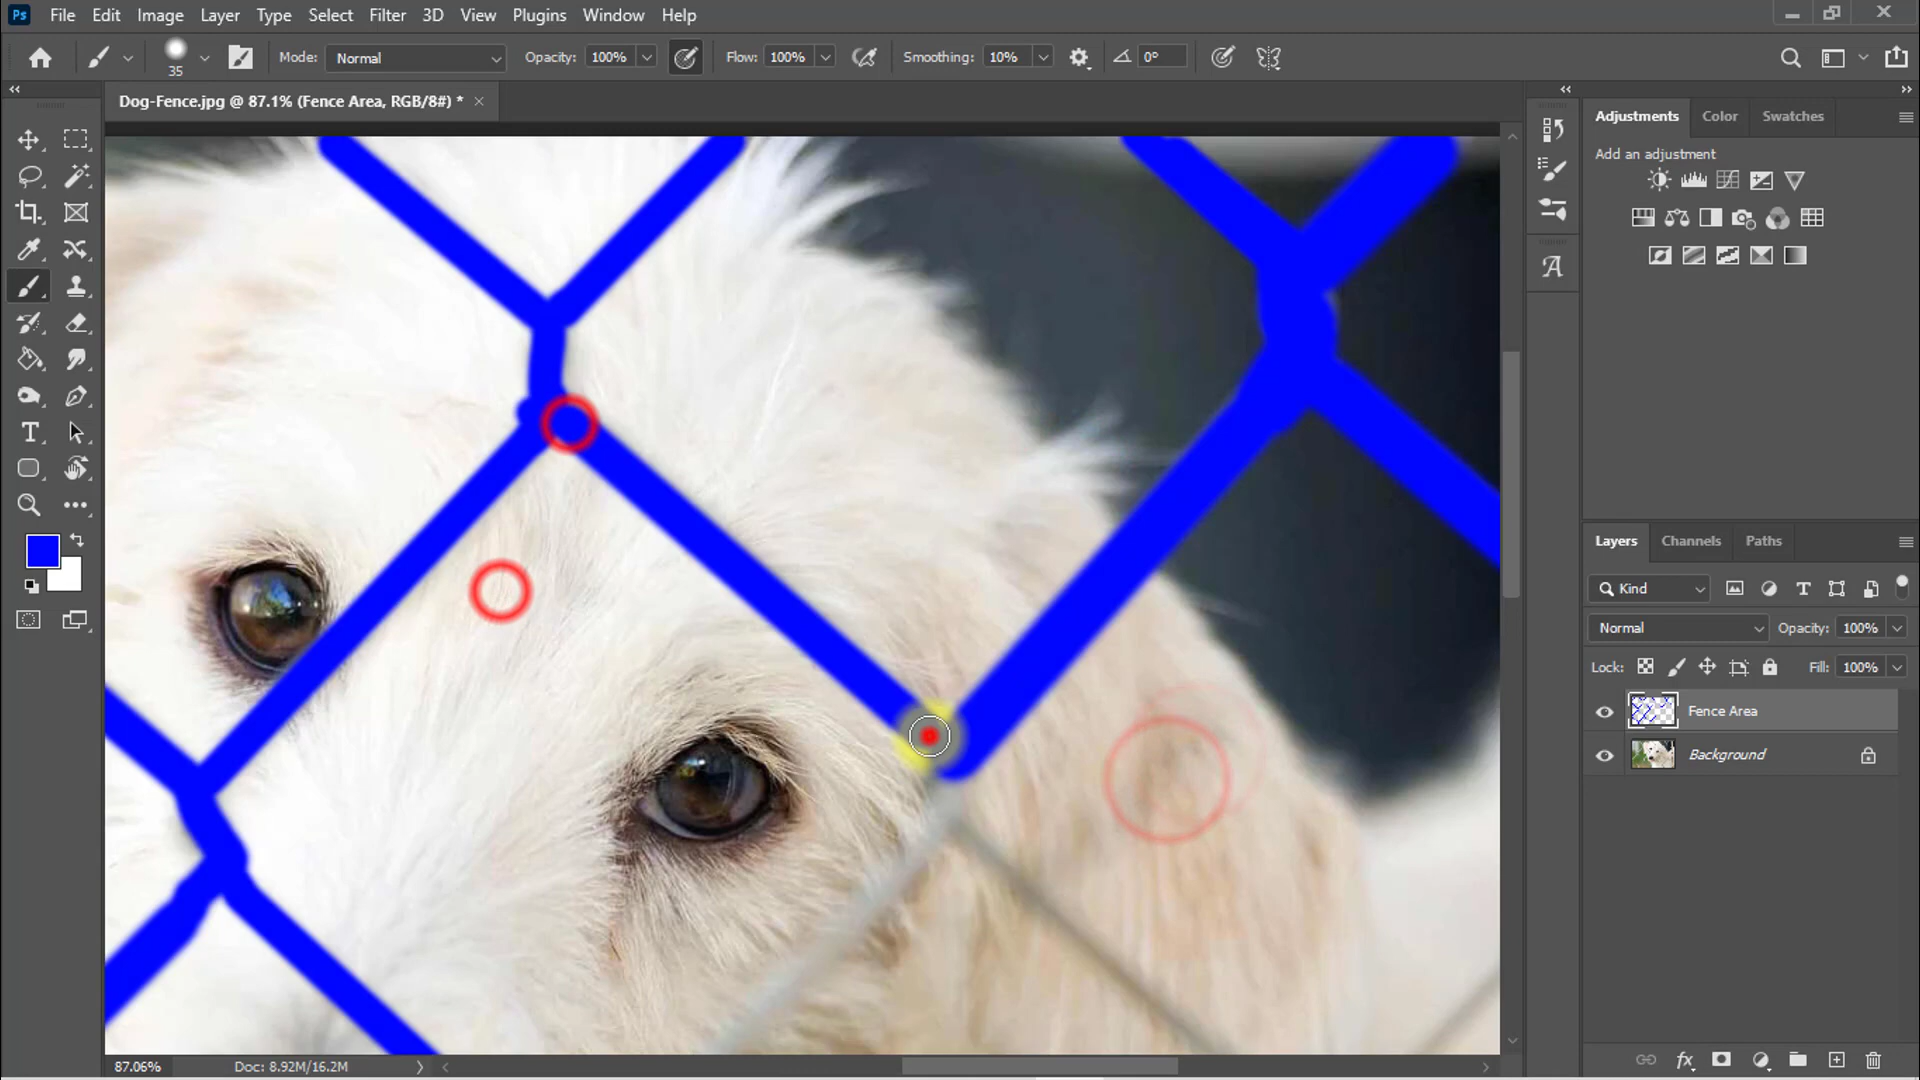 Ps File Edit Image Layer Type Select Filter 3D View Plugins Window Help
35 Mode: Normal Opacity: 100% Flow: 100% Smoothing: 10% 0°
Dog-Fence.jpg @ 87.1% (Fence Area, RGB/8#) *
Adjustments Color Swatches
Add an adjustment
Layers Channels Paths
Kind
Normal Opacity: 100%
Lock: Fill: 100%
Fence Area
Background
87.06% Doc: 8.92M/16.2M